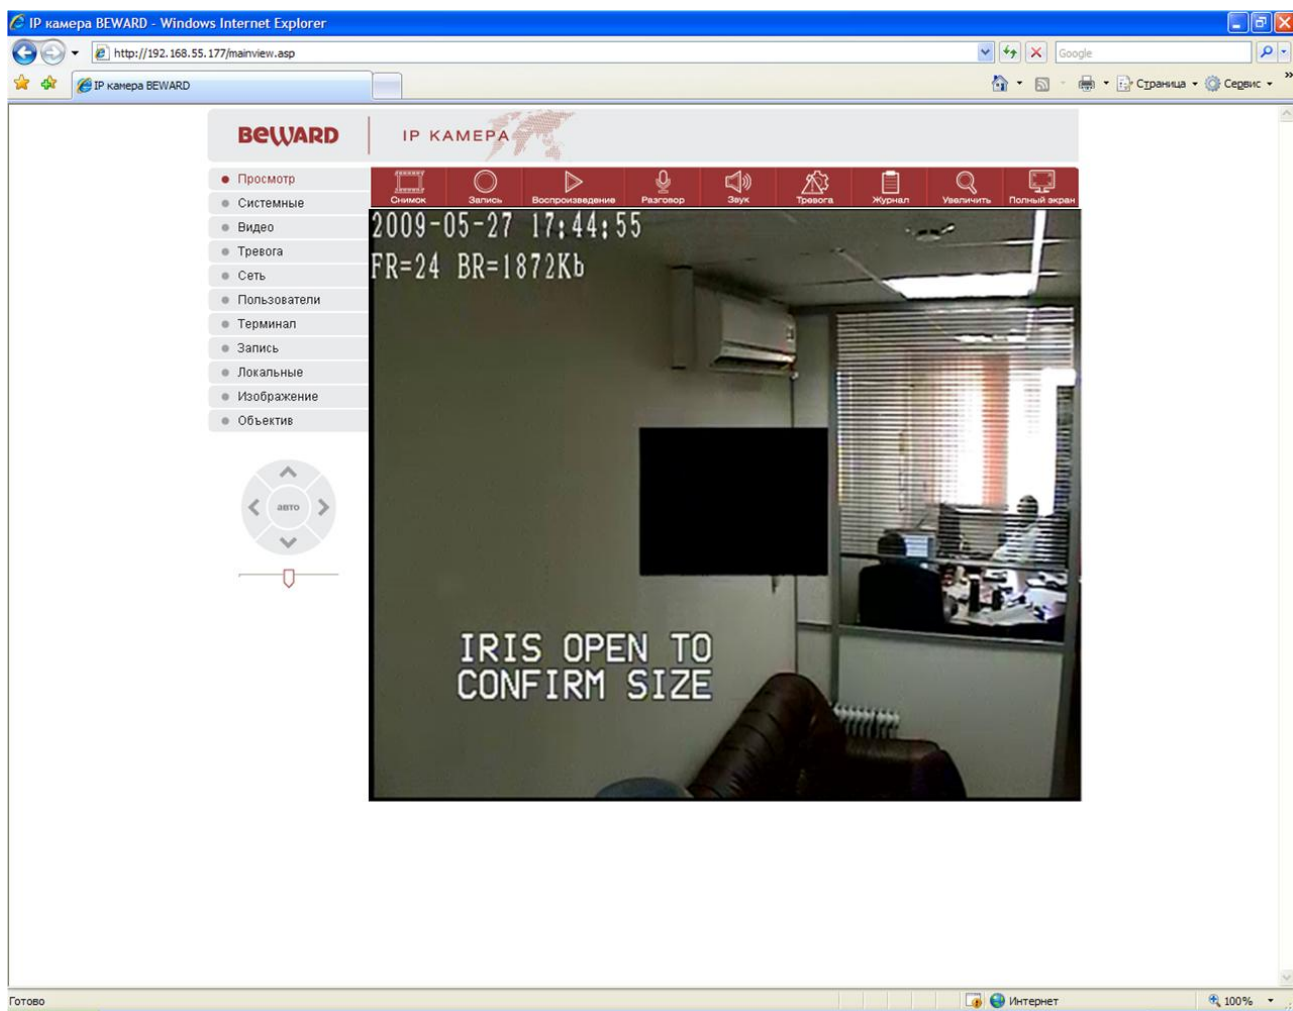 IP камера BEWARD - Windows Internet Explorer
http://192.168.55.177/mainview.asp
Google
IP камера BEWARD
Страница
Сервис
BEWARD
IP КАМЕРА
Просмотр
Системные
Видео
Тревога
Сеть
Пользователи
Терминал
Запись
Локальные
Изображение
Объектив
авто
Снимок
Запись
Воспроизведение
Разговор
Звук
Тревога
Журнал
Увеличить
Полный экран
2009-05-27 17:44:55
FR=24 BR=1872Kb
IRIS OPEN TO
CONFIRM SIZE
Готово
Интернет
100%